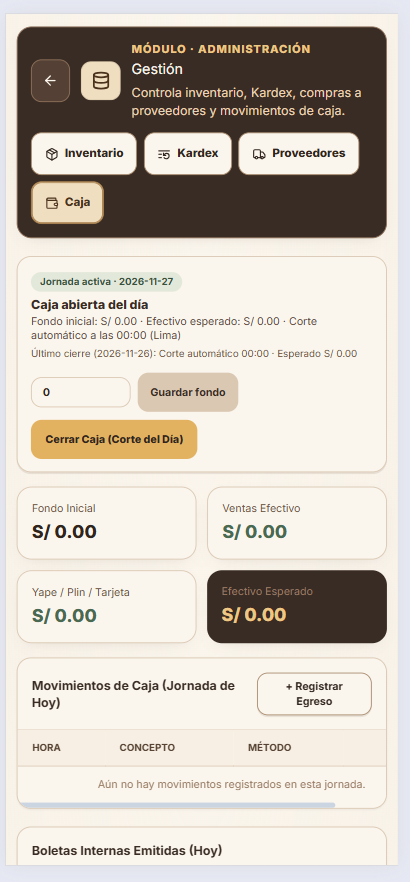 MÓDULO · ADMINISTRACIÓN
Gestión
Controla inventario, Kardex, compras a
proveedores y movimientos de caja.
Inventario
Kardex
Proveedores
Caja
Jornada activa · 2026-11-27
Caja abierta del día
Fondo inicial: S/ 0.00 · Efectivo esperado: S/ 0.00 · Corte
automático a las 00:00 (Lima)
Último cierre (2026-11-26): Corte automático 00:00 · Esperado S/ 0.00
0
Guardar fondo
Cerrar Caja (Corte del Día)
Fondo Inicial
S/ 0.00
Ventas Efectivo
S/ 0.00
Yape / Plin / Tarjeta
S/ 0.00
Efectivo Esperado
S/ 0.00
Movimientos de Caja (Jornada de
Hoy)
+ Registrar
Egreso
HORA CONCEPTO MÉTODO
Aún no hay movimientos registrados en esta jornada.
Boletas Internas Emitidas (Hoy)